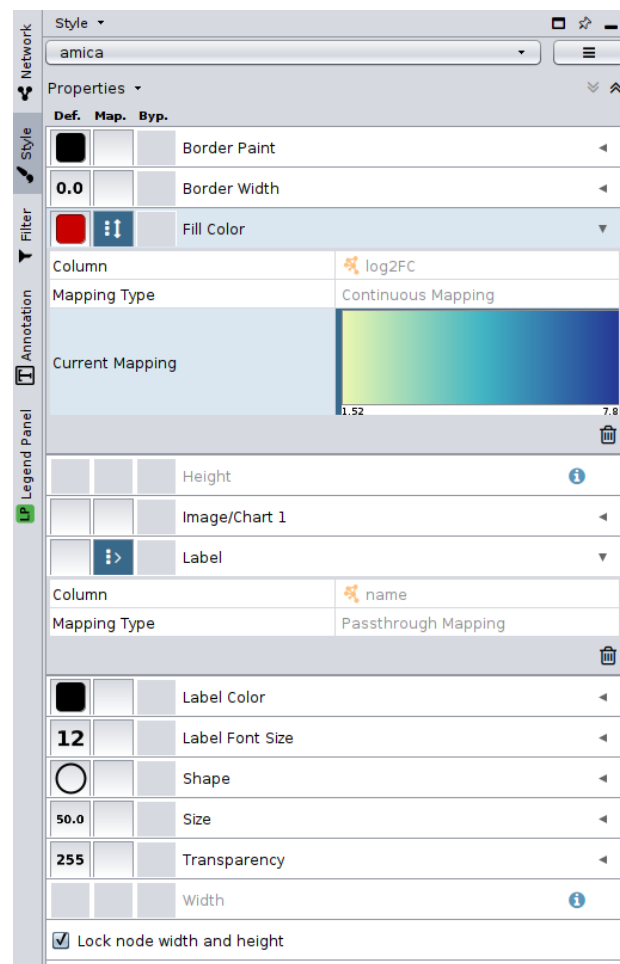 Style
amica
Properties
Def. Map. Byp.
Border Paint
0.0 Border Width
Fill Color
Column log2FC
Mapping Type Continuous Mapping
Current Mapping
1.52 7.8
Height
Image/Chart 1
Label
Column name
Mapping Type Passthrough Mapping
Label Color
12 Label Font Size
Shape
50.0 Size
255 Transparency
Width
Lock node width and height
Network
Style
Filter
T Annotation
LP Legend Panel